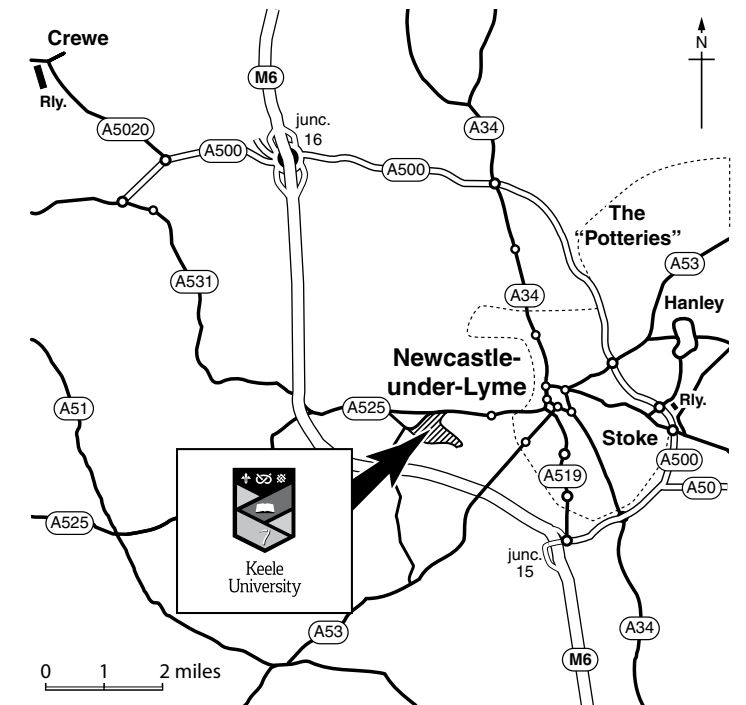 Crewe
Rly.
M6
N
junc.
16
A5020
A500
A34
A500
The
“Potteries”
A53
A531
A34
Hanley
Newcastle-
under-Lyme
A51
A525
Rly.
Stoke
A500
A519
A50
A525
7
Keele
University
junc.
15
A53
A34
M6
0 1 2 miles